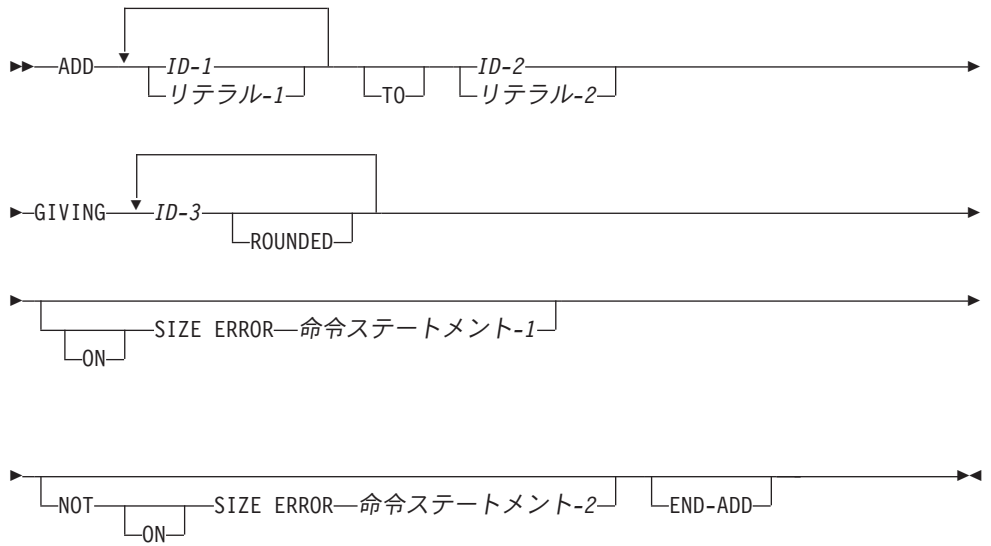 ADD ID-1 TO ID-2
リテラル-1 リテラル-2
GIVING ID-3
ROUNDED
SIZE ERROR 命令ステートメント-1
ON
NOT SIZE ERROR 命令ステートメント-2 END-ADD
ON